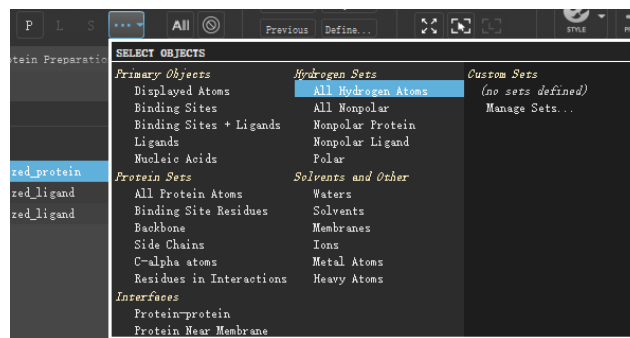 P L S ... All
Previous Define...
STYLE
tein Preparatio
SELECT OBJECTS
Primary Objects
Displayed Atoms
Binding Sites
Binding Sites + Ligands
Ligands
Nucleic Acids
Protein Sets
All Protein Atoms
Binding Site Residues
Backbone
Side Chains
C-alpha atoms
Residues in Interactions
Interfaces
Protein-protein
Protein Near Membrane
Hydrogen Sets
All Hydrogen Atoms
All Nonpolar
Nonpolar Protein
Nonpolar Ligand
Polar
Solvents and Other
Waters
Solvents
Membranes
Ions
Metal Atoms
Heavy Atoms
Custom Sets
(no sets defined)
Manage Sets...
zed_protein
zed_ligand
zed_ligand